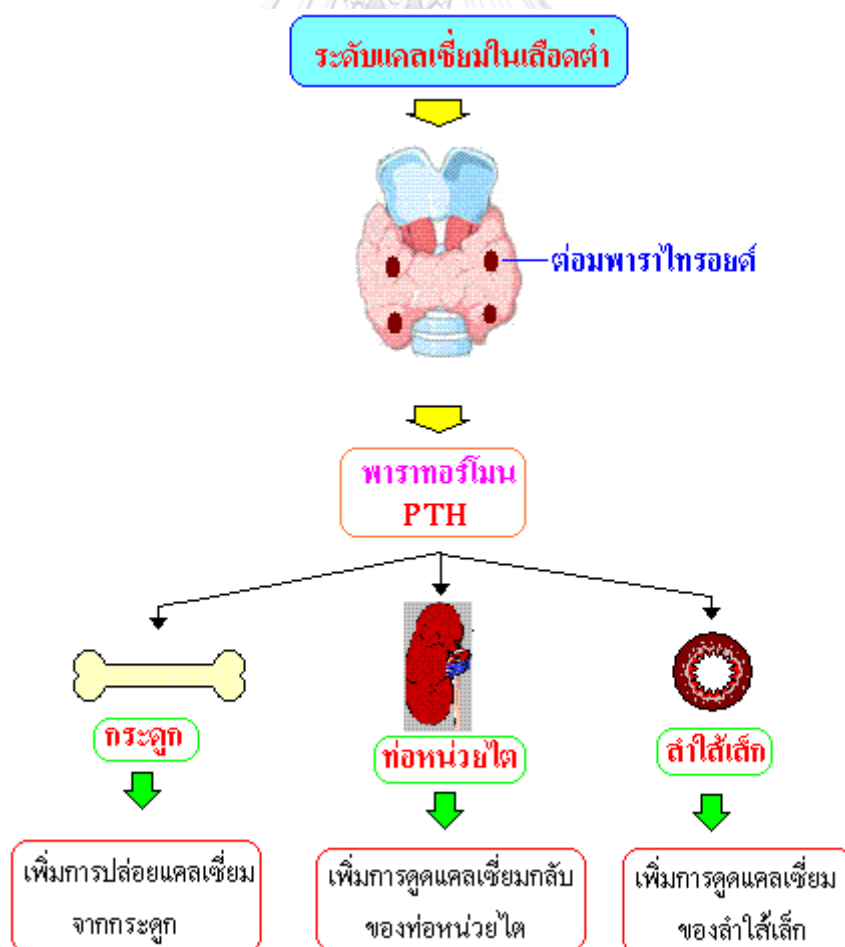 ระดับแคลเซี่ยมในเลือดต่ำ
ต่อมพาราไทรอยด์
พาราทอร์โมน
PTH
กระดูก
ท่อหน่วยไต
ลำใส้เล็ก
เพิ่มการปล่อยแคลเซี่ยม
จากกระดูก
เพิ่มการดูดแคลเซี่ยมกลับ
ของท่อหน่วยไต
เพิ่มการดูดแคลเซี่ยม
ของลำใส้เล็ก